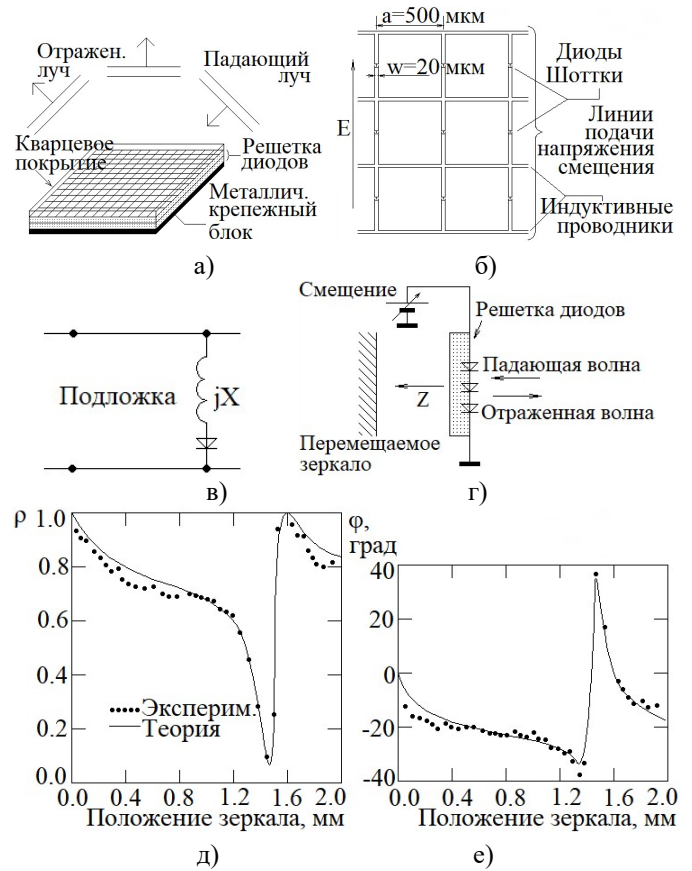 a=500 мкм
Отражен.
луч
Падающий
луч
w=20 мкм
Диоды
Шоттки
E
Линии
подачи
напряжения
смещения
Кварцевое
покрытие
Решетка
диодов
Металлич.
крепежный
блок
Индуктивные
проводники
а)
б)
Смещение
Решетка диодов
Подложка
jX
Падающая волна
Z
Отраженная волна
Перемещаемое
зеркало
в)
г)
ρ
1.0
0.8
0.6
0.4
0.2
0.0
Эксперим.
Теория
0.0 0.4 0.8 1.2 1.6 2.0
Положение зеркала, мм
φ,
град
40
20
0
-20
-40
0.0 0.4 0.8 1.2 1.6 2.0
Положение зеркала, мм
д)
е)